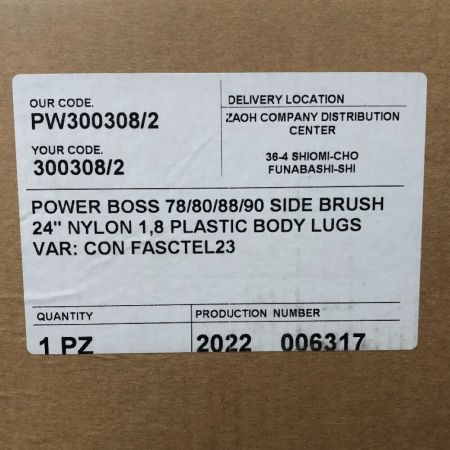 OUR CODE.
PW300308/2
YOUR CODE.
300308/2
DELIVERY LOCATION
ZAOH COMPANY DISTRIBUTION
CENTER
36-4 SHIOMI-CHO
FUNABASHI-SHI
POWER BOSS 78/80/88/90 SIDE BRUSH
24" NYLON 1,8 PLASTIC BODY LUGS
VAR: CON FASCTEL23
QUANTITY
1 PZ
PRODUCTION NUMBER
2022 006317